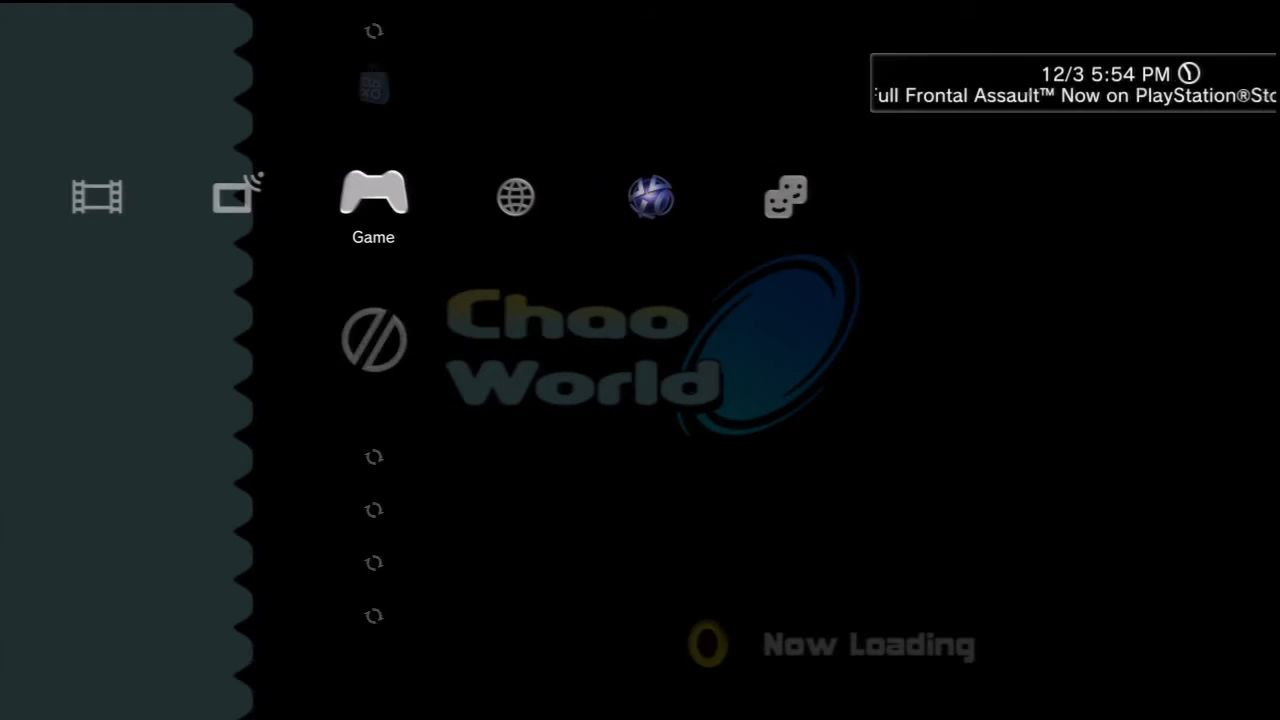 12/3 5:54 PM
ull Frontal Assault™ Now on PlayStation®Sto
Game
Chao
World
Now Loading